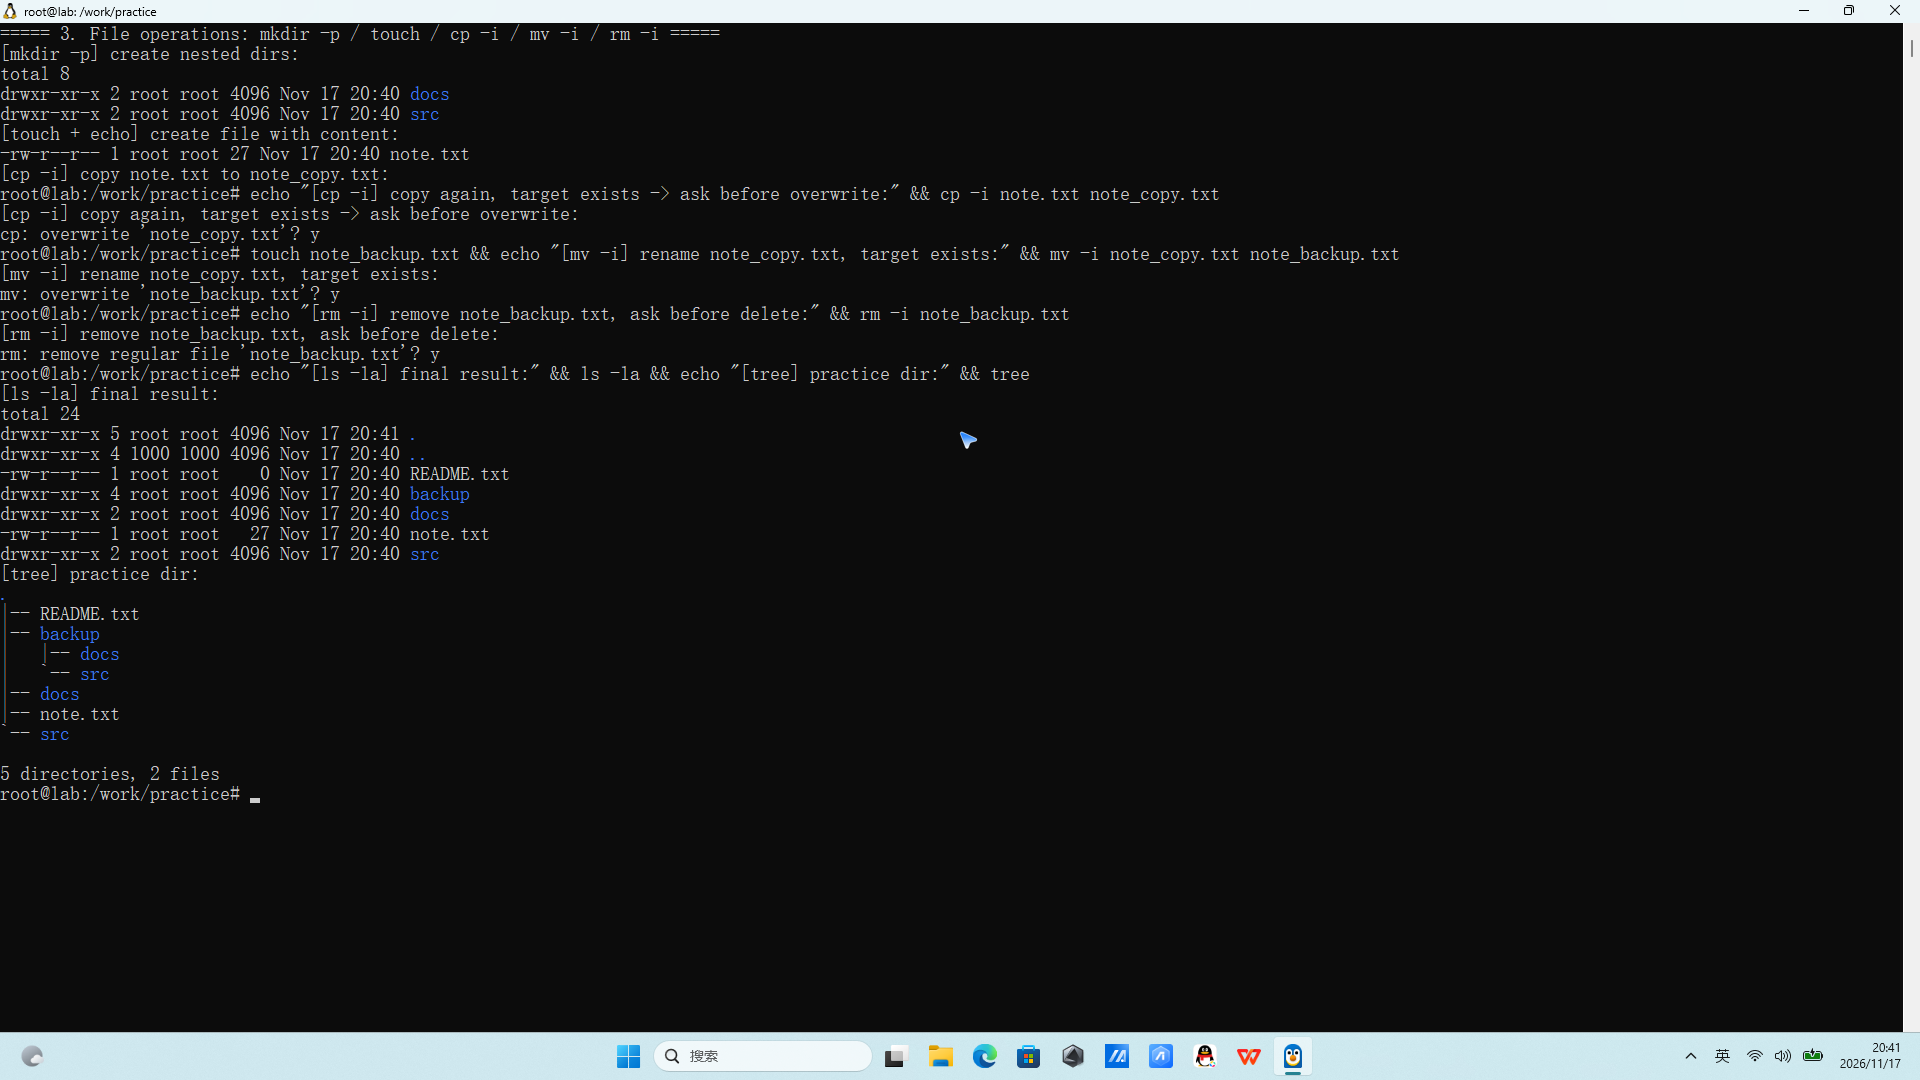 root@lab: /work/practice
===== 3. File operations: mkdir -p / touch / cp -i / mv -i / rm -i =====
[mkdir -p] create nested dirs:
total 8
drwxr-xr-x 2 root root 4096 Nov 17 20:40 docs
drwxr-xr-x 2 root root 4096 Nov 17 20:40 src
[touch + echo] create file with content:
-rw-r--r-- 1 root root 27 Nov 17 20:40 note.txt
[cp -i] copy note.txt to note_copy.txt:
root@lab:/work/practice# echo "[cp -i] copy again, target exists -> ask before overwrite:" && cp -i note.txt note_copy.txt
[cp -i] copy again, target exists -> ask before overwrite:
cp: overwrite 'note_copy.txt'? y
root@lab:/work/practice# touch note_backup.txt && echo "[mv -i] rename note_copy.txt, target exists:" && mv -i note_copy.txt note_backup.txt
[mv -i] rename note_copy.txt, target exists:
mv: overwrite 'note_backup.txt'? y
root@lab:/work/practice# echo "[rm -i] remove note_backup.txt, ask before delete:" && rm -i note_backup.txt
[rm -i] remove note_backup.txt, ask before delete:
rm: remove regular file 'note_backup.txt'? y
root@lab:/work/practice# echo "[ls -la] final result:" && ls -la && echo "[tree] practice dir:" && tree
[ls -la] final result:
total 24
drwxr-xr-x 5 root root 4096 Nov 17 20:41 .
drwxr-xr-x 4 1000 1000 4096 Nov 17 20:40 ..
-rw-r--r-- 1 root root    0 Nov 17 20:40 README.txt
drwxr-xr-x 4 root root 4096 Nov 17 20:40 backup
drwxr-xr-x 2 root root 4096 Nov 17 20:40 docs
-rw-r--r-- 1 root root   27 Nov 17 20:40 note.txt
drwxr-xr-x 2 root root 4096 Nov 17 20:40 src
[tree] practice dir:
.
|-- README.txt
|-- backup
|   |-- docs
|   `-- src
|-- docs
|-- note.txt
`-- src
5 directories, 2 files
root@lab:/work/practice#
搜索
英
20:41
2026/11/17